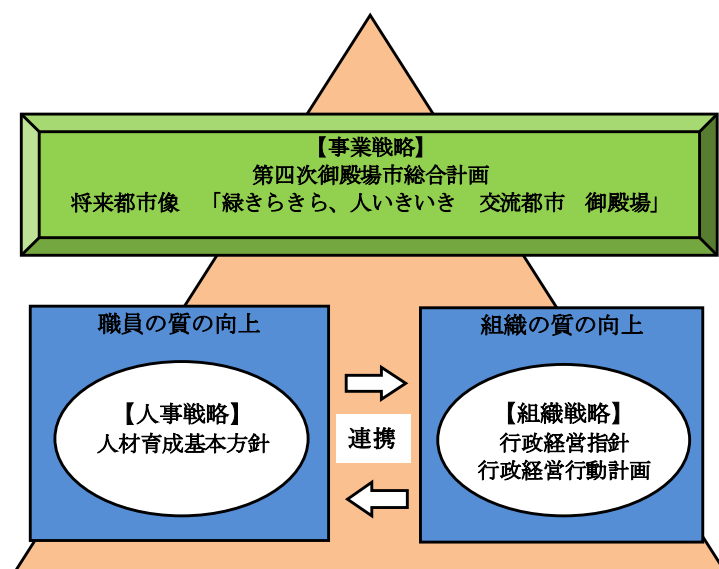 【事業戦略】
第四次御殿場市総合計画
将来都市像　「緑きらきら、人いきいき　交流都市　御殿場」
職員の質の向上
【人事戦略】
人材育成基本方針
連携
組織の質の向上
【組織戦略】
行政経営指針
行政経営行動計画